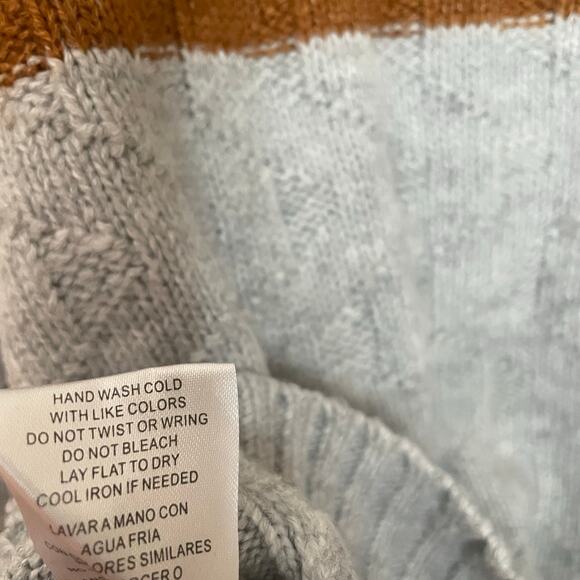 HAND WASH COLD
WITH LIKE COLORS
DO NOT TWIST OR WRING
DO NOT BLEACH
LAY FLAT TO DRY
COOL IRON IF NEEDED
LAVAR A MANO CON
AGUA FRIA
SIMILARES